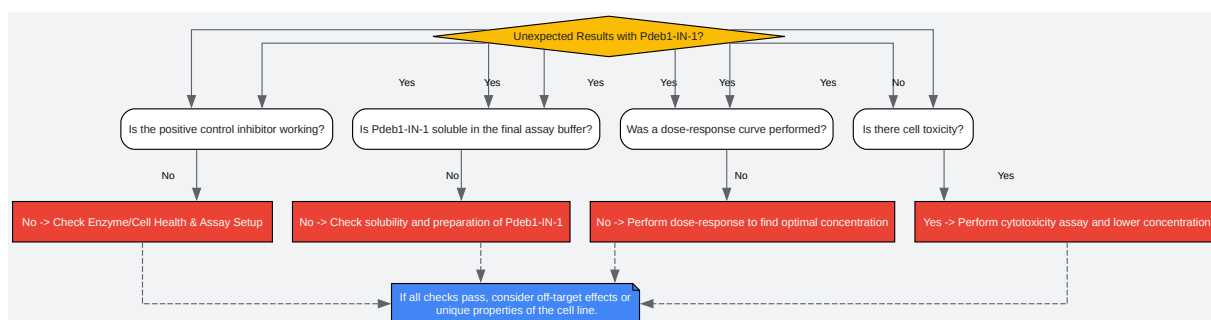 Unexpected Results with Pdeb1-IN-1?
Yes
Yes
Yes
Yes
Yes
Yes
No
Is the positive control inhibitor working?
Is Pdeb1-IN-1 soluble in the final assay buffer?
Was a dose-response curve performed?
Is there cell toxicity?
No
No
No
Yes
No -> Check Enzyme/Cell Health & Assay Setup
No -> Check solubility and preparation of Pdeb1-IN-1
No -> Perform dose-response to find optimal concentration
Yes -> Perform cytotoxicity assay and lower concentration
If all checks pass, consider off-target effects or
unique properties of the cell line.